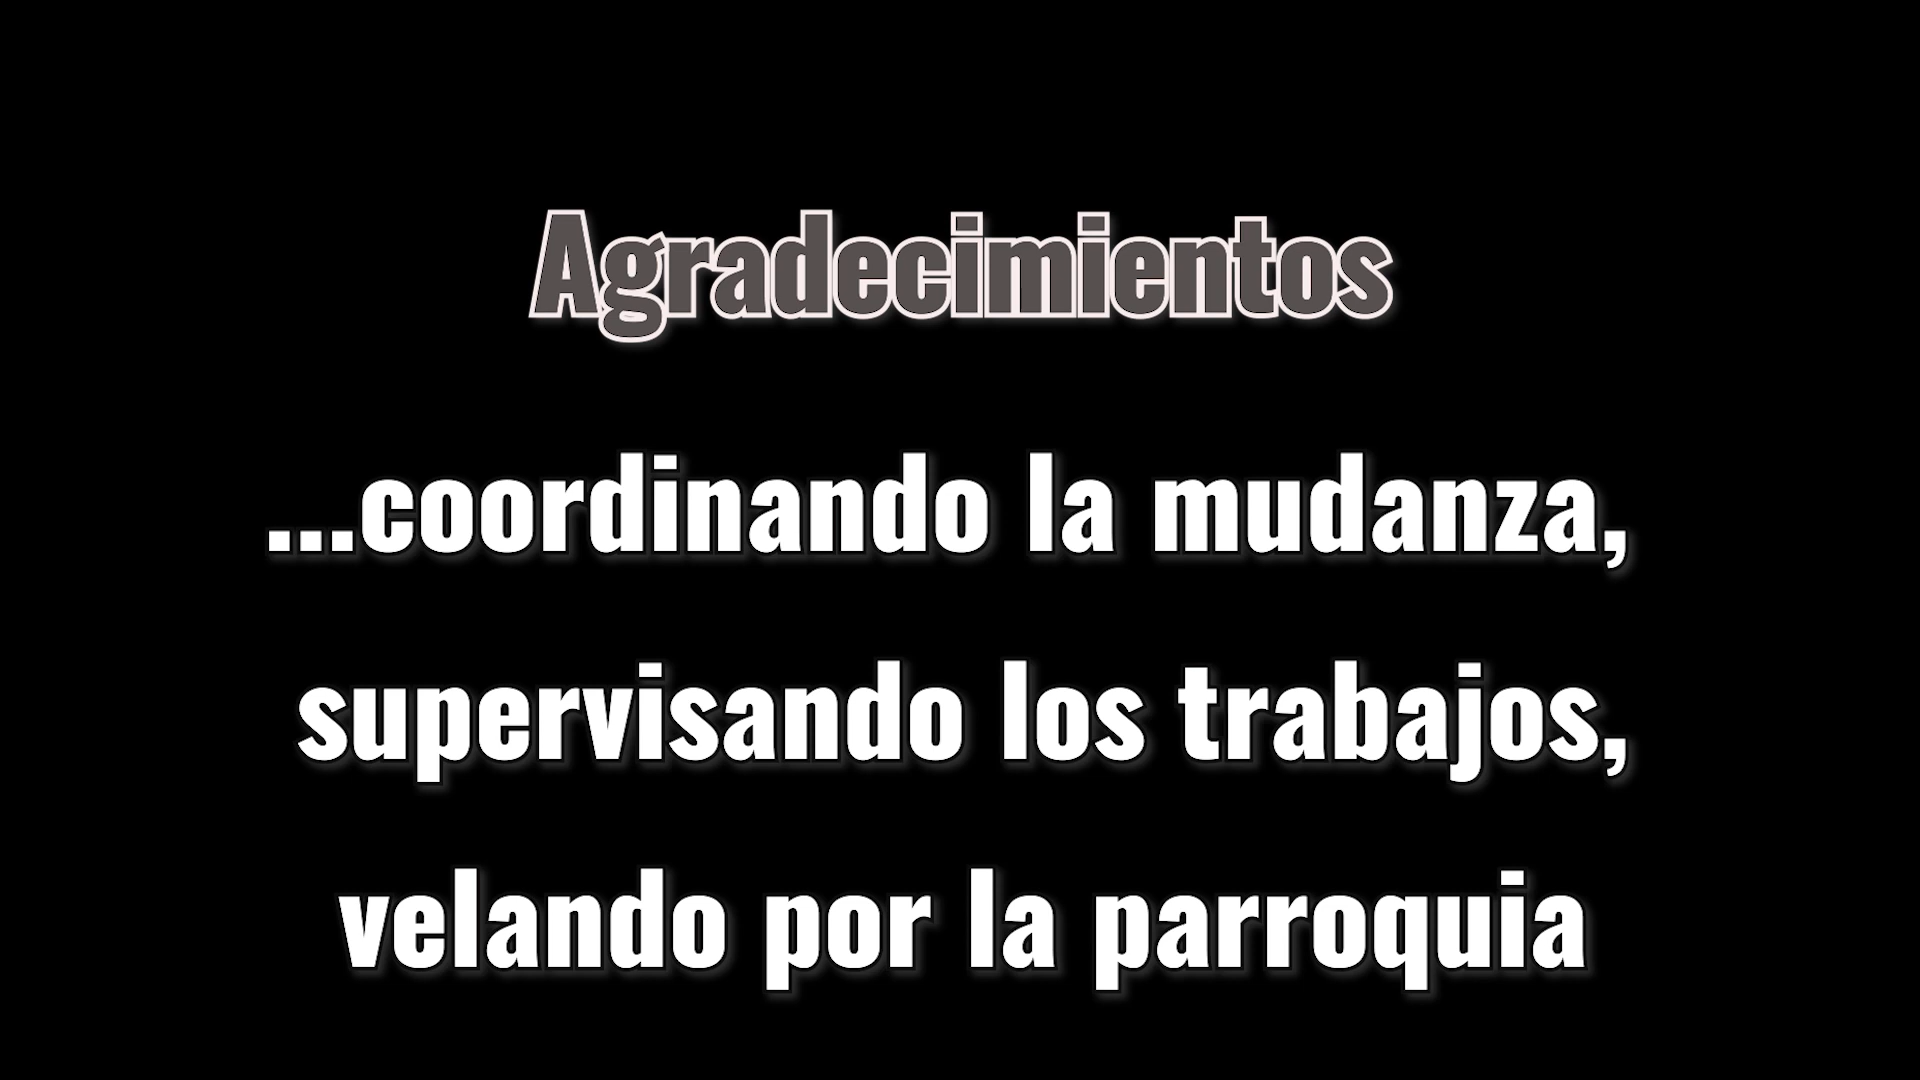 Agradecimientos
...coordinando la mudanza,
supervisando los trabajos,
velando por la parroquia